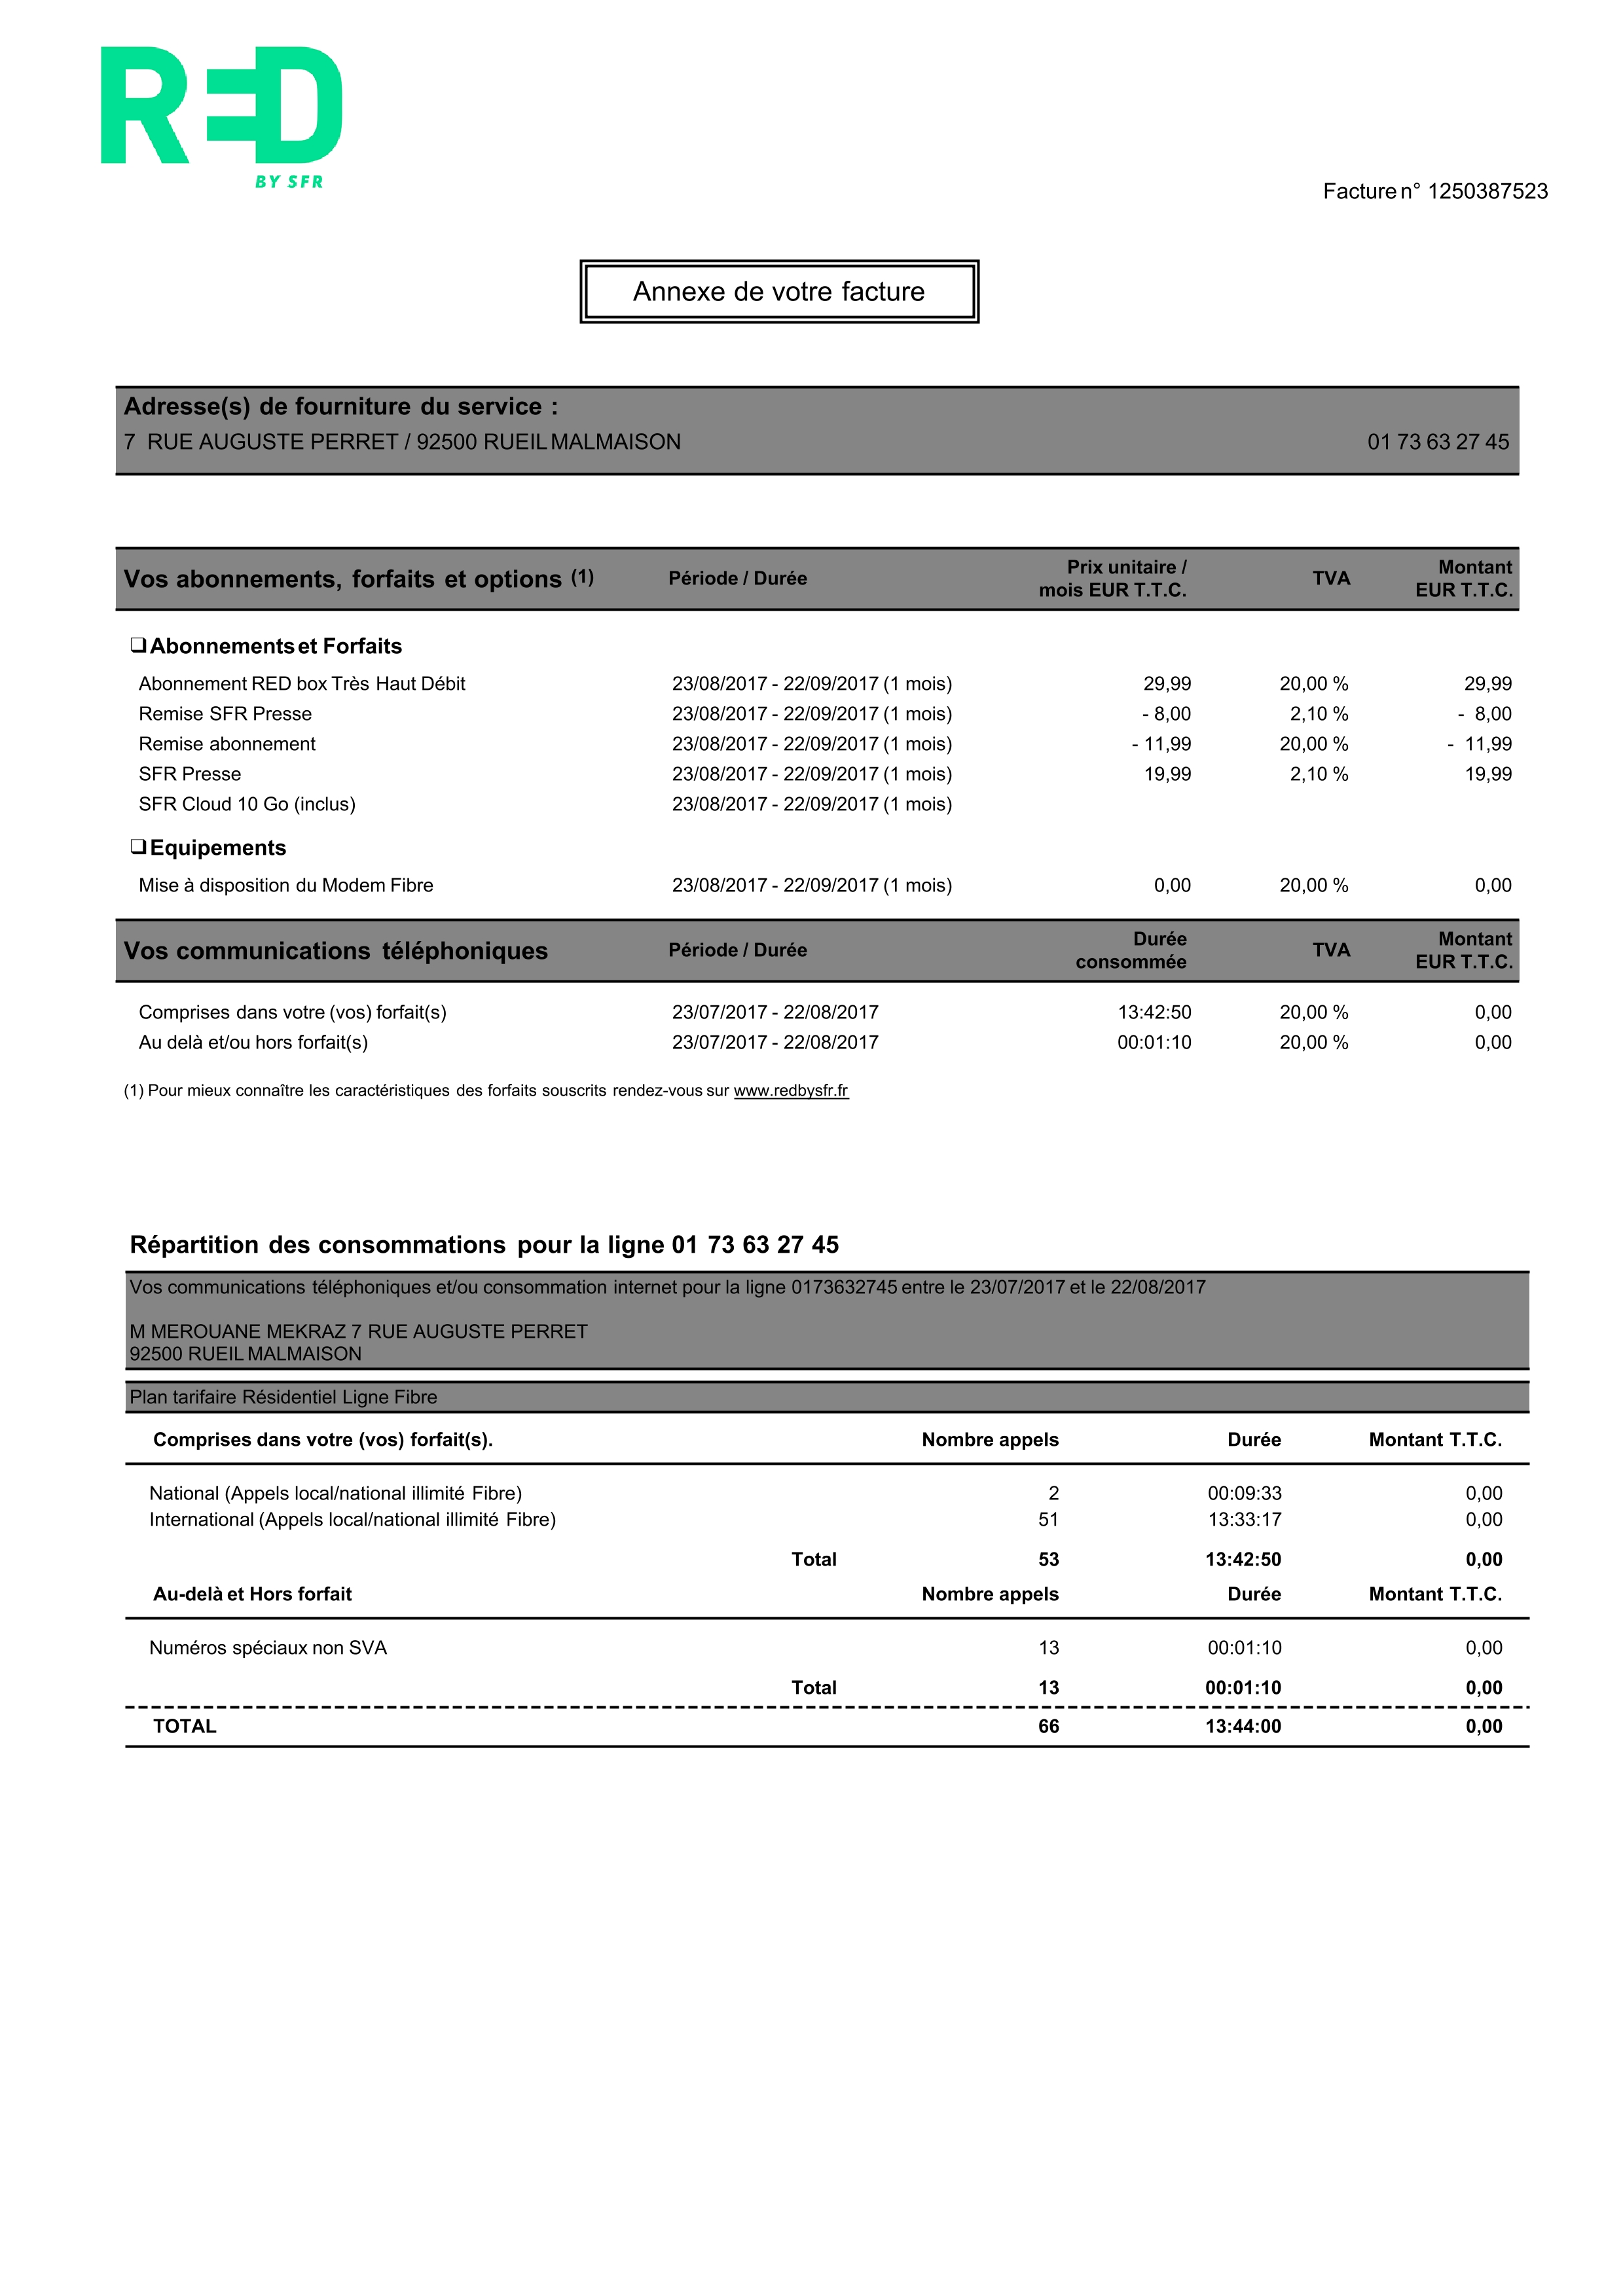 RED
BY SFR
Facture n° 1250387523
Annexe de votre facture
Adresse(s) de fourniture du service :
7 RUE AUGUSTE PERRET / 92500 RUEIL MALMAISON 01 73 63 27 45
Vos abonnements, forfaits et options (1) Période / Durée Prix unitaire / mois EUR T.T.C. TVA Montant EUR T.T.C.
❑ Abonnements et Forfaits
Abonnement RED box Très Haut Débit 23/08/2017 - 22/09/2017 (1 mois) 29,99 20,00 % 29,99
Remise SFR Presse 23/08/2017 - 22/09/2017 (1 mois) - 8,00 2,10 % - 8,00
Remise abonnement 23/08/2017 - 22/09/2017 (1 mois) - 11,99 20,00 % - 11,99
SFR Presse 23/08/2017 - 22/09/2017 (1 mois) 19,99 2,10 % 19,99
SFR Cloud 10 Go (inclus) 23/08/2017 - 22/09/2017 (1 mois)
❑ Equipements
Mise à disposition du Modem Fibre 23/08/2017 - 22/09/2017 (1 mois) 0,00 20,00 % 0,00
Vos communications téléphoniques Période / Durée Durée consommée TVA Montant EUR T.T.C.
Comprises dans votre (vos) forfait(s) 23/07/2017 - 22/08/2017 13:42:50 20,00 % 0,00
Au delà et/ou hors forfait(s) 23/07/2017 - 22/08/2017 00:01:10 20,00 % 0,00
(1) Pour mieux connaître les caractéristiques des forfaits souscrits rendez-vous sur www.redbysfr.fr
Répartition des consommations pour la ligne 01 73 63 27 45
Vos communications téléphoniques et/ou consommation internet pour la ligne 0173632745 entre le 23/07/2017 et le 22/08/2017
M MEROUANE MEKRAZ 7 RUE AUGUSTE PERRET
92500 RUEIL MALMAISON
Plan tarifaire Résidentiel Ligne Fibre
Comprises dans votre (vos) forfait(s). Nombre appels Durée Montant T.T.C.
National (Appels local/national illimité Fibre) 2 00:09:33 0,00
International (Appels local/national illimité Fibre) 51 13:33:17 0,00
Total 53 13:42:50 0,00
Au-delà et Hors forfait Nombre appels Durée Montant T.T.C.
Numéros spéciaux non SVA 13 00:01:10 0,00
Total 13 00:01:10 0,00
TOTAL 66 13:44:00 0,00